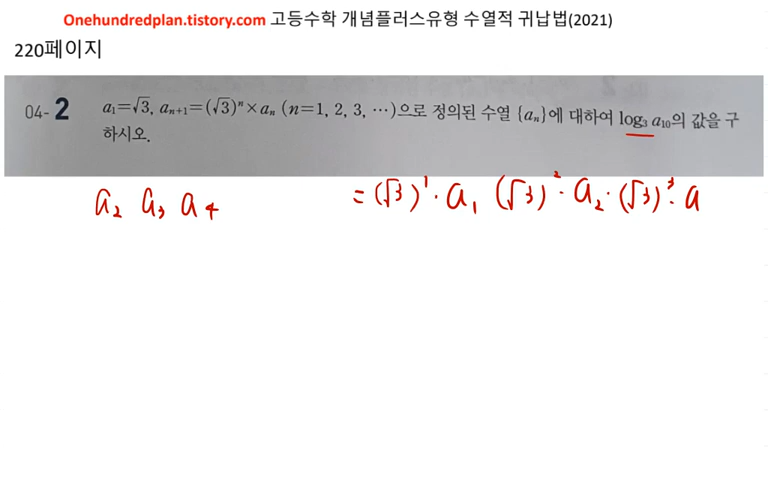 Onehundredplan.tistory.com 고등수학 개념플러스유형 수열적 귀납법(2021)
220페이지
04-2 a₁=√3, aₙ₊₁=(√3)ⁿ×aₙ (n=1, 2, 3, ⋯)으로 정의된 수열 {aₙ}에 대하여 log₃ a₁₀의 값을 구
하시오.
a₂ a₃ a₄ =(√3)¹·a₁ (√3)²·a₂·(√3)³·a